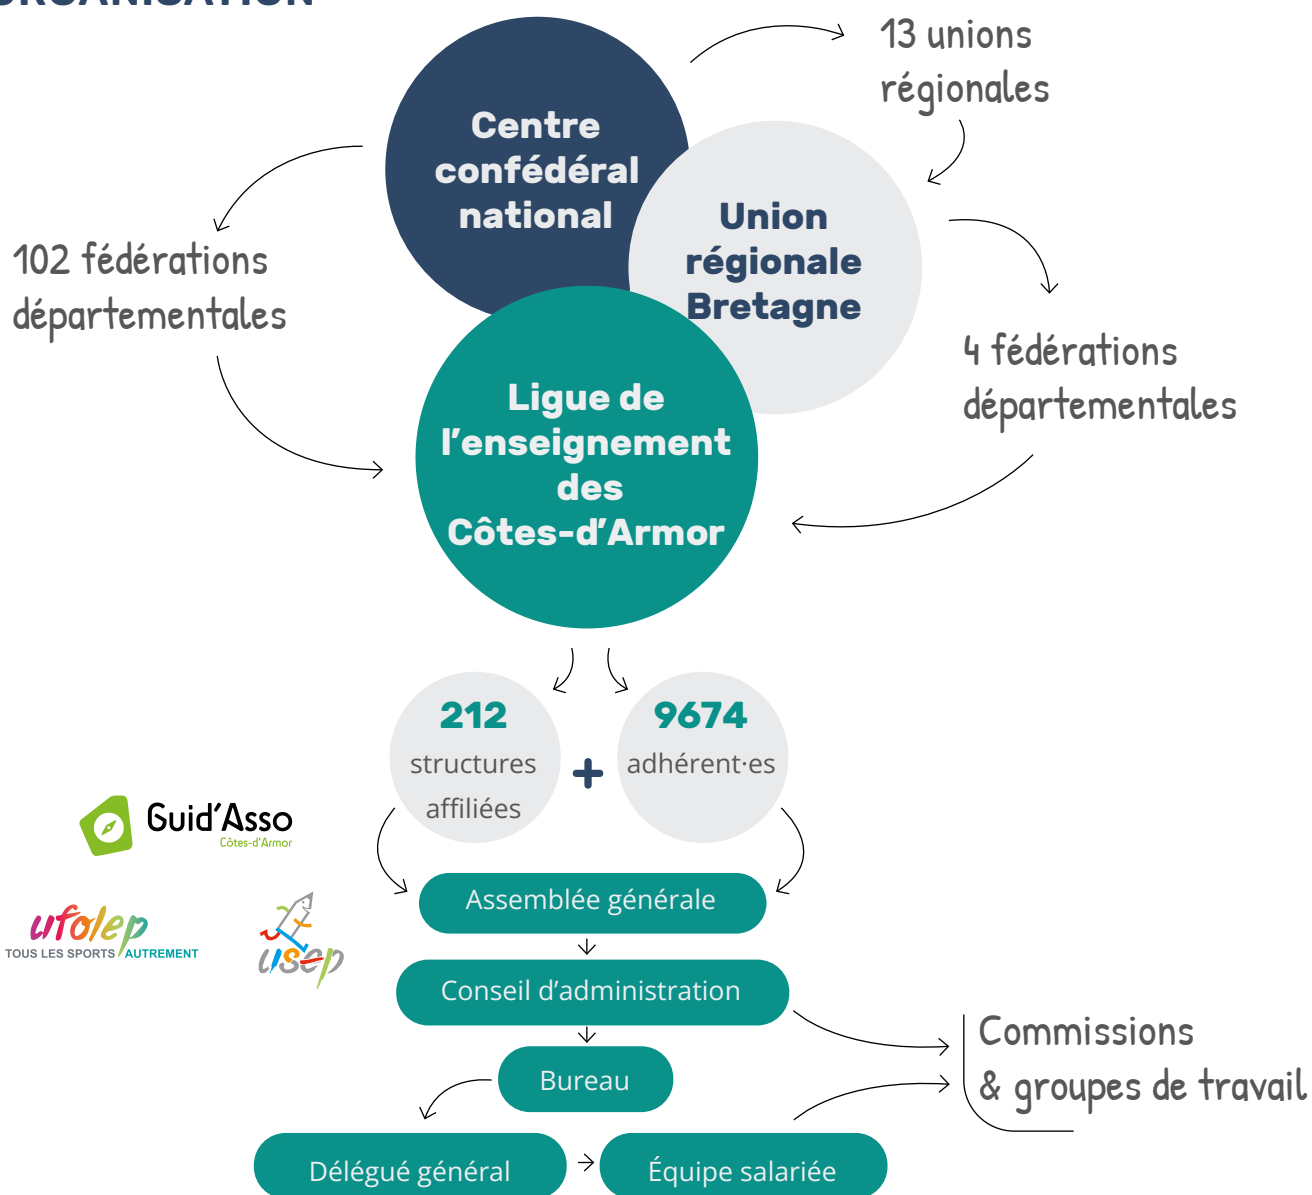 ORGANISATION
13 unions
régionales
Centre
confédéral
national
Union
régionale
Bretagne
102 fédérations
départementales
4 fédérations
départementales
Ligue de
l’enseignement
des
Côtes-d’Armor
212
structures
affiliées
+
9674
adhérent·es
Guid’Asso
Côtes-d’Armor
ufolep
TOUS LES SPORTS AUTREMENT
usep
Assemblée générale
Conseil d’administration
Bureau
Commissions
& groupes de travail
Délégué général
Équipe salariée